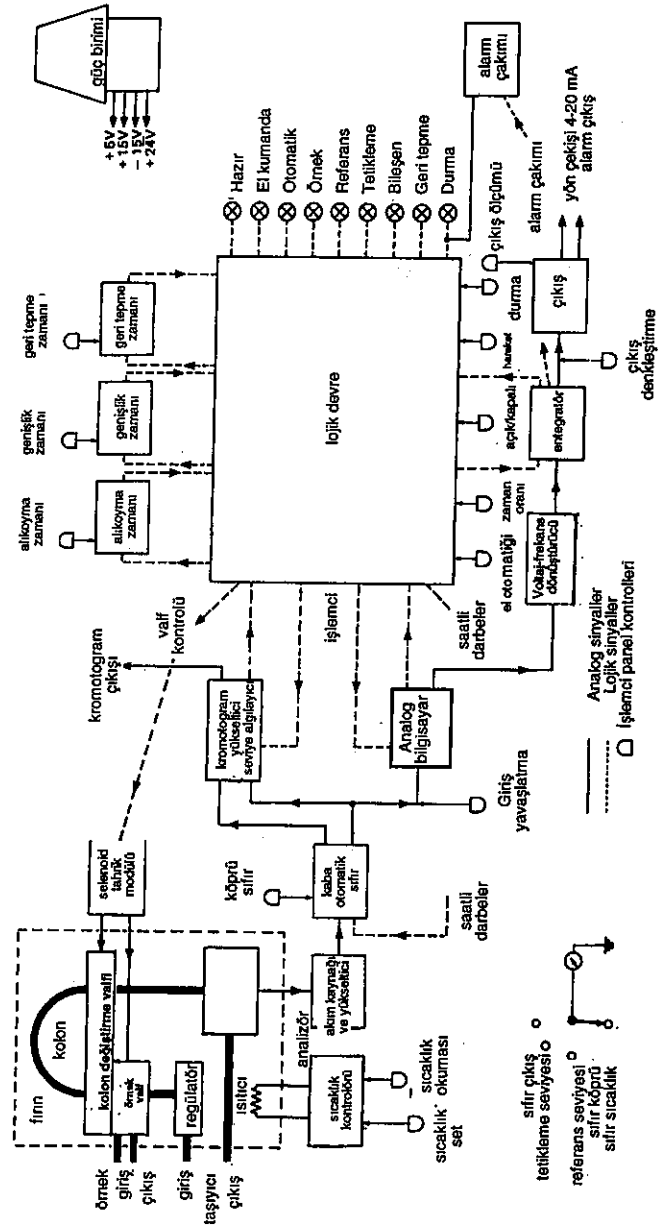 güç birimi
+5V
+15V
−15V
+24V
Hazır
El kumanda
Otomatik
Örnek
Referans
Tetikleme
Bileşen
Geri tepme
Durma
alarm
çakımı
alarm çakımı
yön çekişi 4-20 mA
alarm çıkış
geri tepme
zamanı
geri tepme
zamanı
genişlik
zamanı
genişlik
zamanı
alıkoyma
zamanı
alıkoyma
zamanı
lojik devre
çıkış ölçümü
durma
hareket
açık/kapalı
zaman
oranı
el otomatiği
çıkış
entegratör
çıkış
denkleştirme
Voltaj-frekans
dönüştürücü
valf
kontrolü
işlemci
saatli
darbeler
kromotogram
çıkışı
kromotogram
yükseltici
seviye algılayıcı
Analog
bilgisayar
Giriş
yavaşlatma
Analog sinyaller
Lojik sinyaller
İşlemci panel kontrolleri
selenoid
tahrik
modülü
köprü
sıfır
kaba
otomatik
sıfır
saatli
darbeler
fırın
kolon
kolon değiştirme valfi
örnek
valf
regülatör
ısıtıcı
analizör
akım kaynağı
ve yükseltici
sıcaklık
kontrolönü
sıcaklık
okuması
sıcaklık
set
örnek
giriş
çıkış
giriş
taşıyıcı
çıkış
sıfır çıkış
tetikleme seviyesi
referans seviyesi
sıfır köprü
sıfır sıcaklık